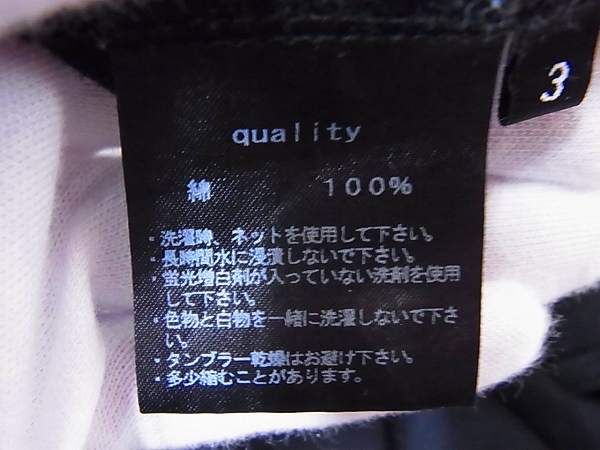 3
quality
綿 100%
・洗濯時、ネットを使用して下さい。
・長時間水に浸漬しないで下さい。
・蛍光増白剤が入っていない洗剤を使用
して下さい。
・色物と白物を一緒に洗濯しないで下さ
い。
・タンブラー乾燥はお避け下さい。
・多少縮むことがあります。